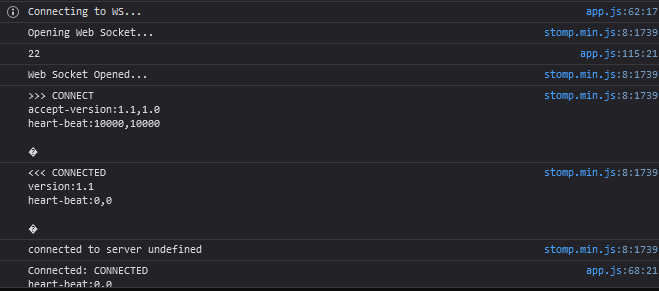 Connecting to WS... app.js:62:17
Opening Web Socket... stomp.min.js:8:1739
22 app.js:115:21
Web Socket Opened... stomp.min.js:8:1739
>>> CONNECT stomp.min.js:8:1739
accept-version:1.1,1.0
heart-beat:10000,10000
�
<<< CONNECTED stomp.min.js:8:1739
version:1.1
heart-beat:0,0
�
connected to server undefined stomp.min.js:8:1739
Connected: CONNECTED app.js:68:21
heart-beat:0,0